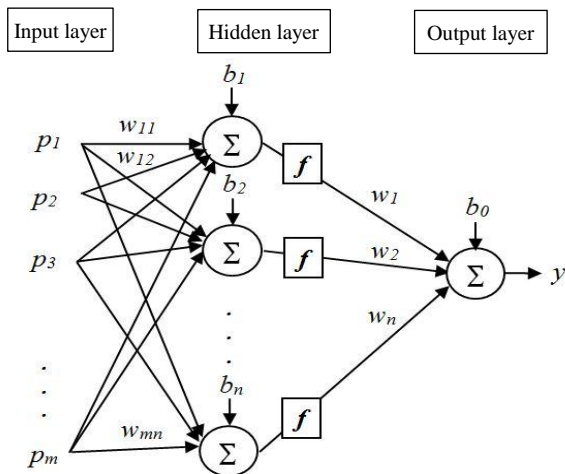 Input layer
Hidden layer
Output layer
b1
p1
w11
Σ
w12
f
p2
b2
w1
b0
p3
Σ
f
w2
Σ
y
wn
.
.
.
.
.
.
bn
f
pm
wmn
Σ